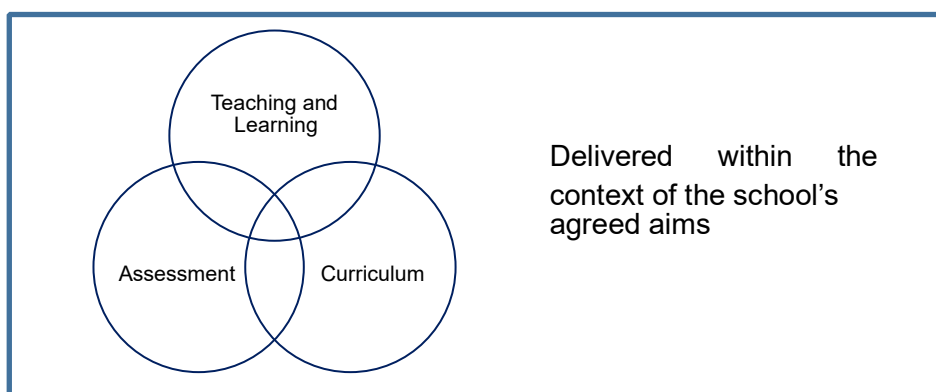 Teaching and
Learning
Assessment
Curriculum
Delivered within the
context of the school’s
agreed aims